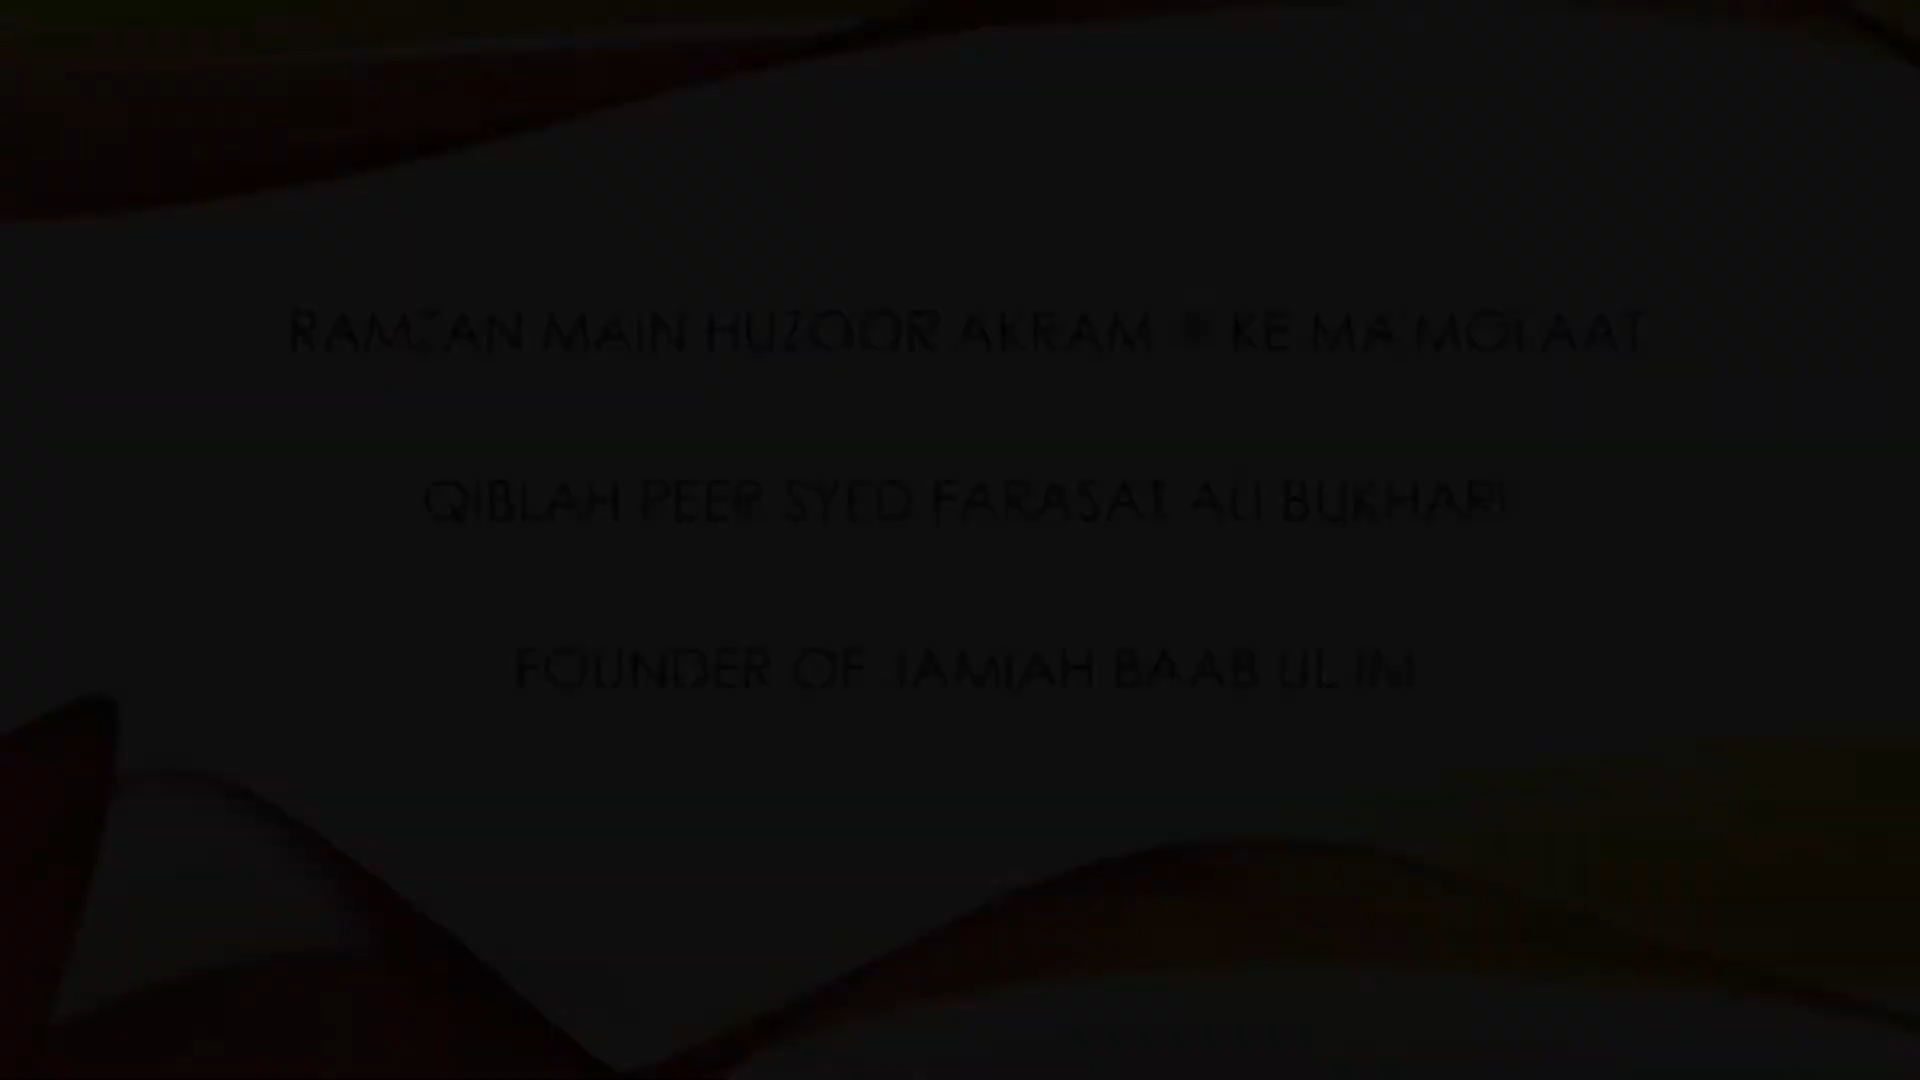 RAMZAN MAIN HUZOOR AKRAM ﷺ KE MA MOLAAT
QIBLAH PEER SYED FARASAT ALI BUKHARI
FOUNDER OF JAMIAH BAAB UL